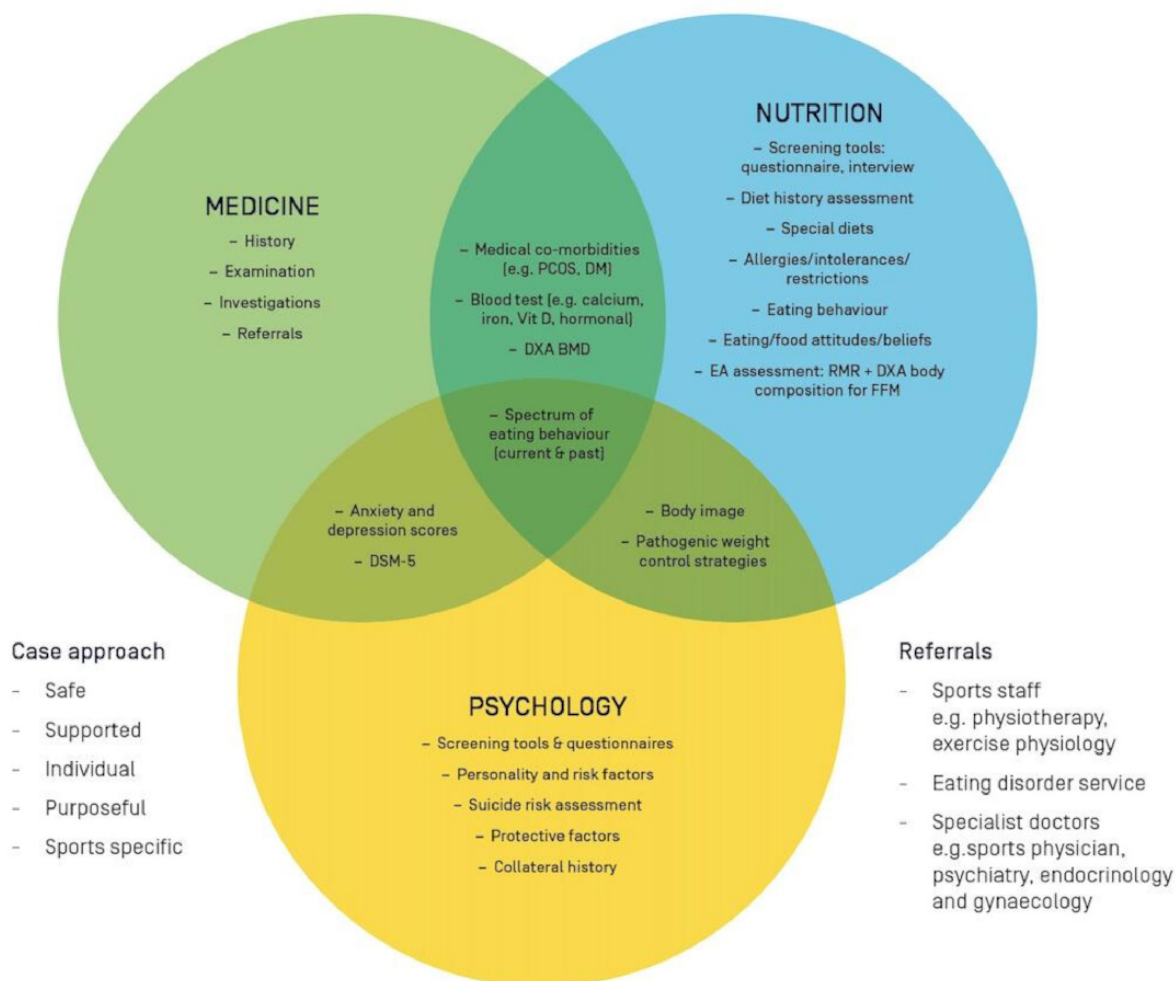 MEDICINE
– History
– Examination
– Investigations
– Referrals
– Medical co-morbidities
(e.g. PCOS, DM)
– Blood test (e.g. calcium,
iron, Vit D, hormonal)
– DXA BMD
NUTRITION
– Screening tools:
questionnaire, interview
– Diet history assessment
– Special diets
– Allergies/intolerances/
restrictions
– Eating behaviour
– Eating/food attitudes/beliefs
– EA assessment: RMR + DXA body
composition for FFM
– Spectrum of
eating behaviour
(current & past)
– Anxiety and
depression scores
– DSM-5
– Body image
– Pathogenic weight
control strategies
PSYCHOLOGY
– Screening tools & questionnaires
– Personality and risk factors
– Suicide risk assessment
– Protective factors
– Collateral history
Case approach
- Safe
- Supported
- Individual
- Purposeful
- Sports specific
Referrals
- Sports staff
e.g. physiotherapy,
exercise physiology
- Eating disorder service
- Specialist doctors
e.g.sports physician,
psychiatry, endocrinology
and gynaecology